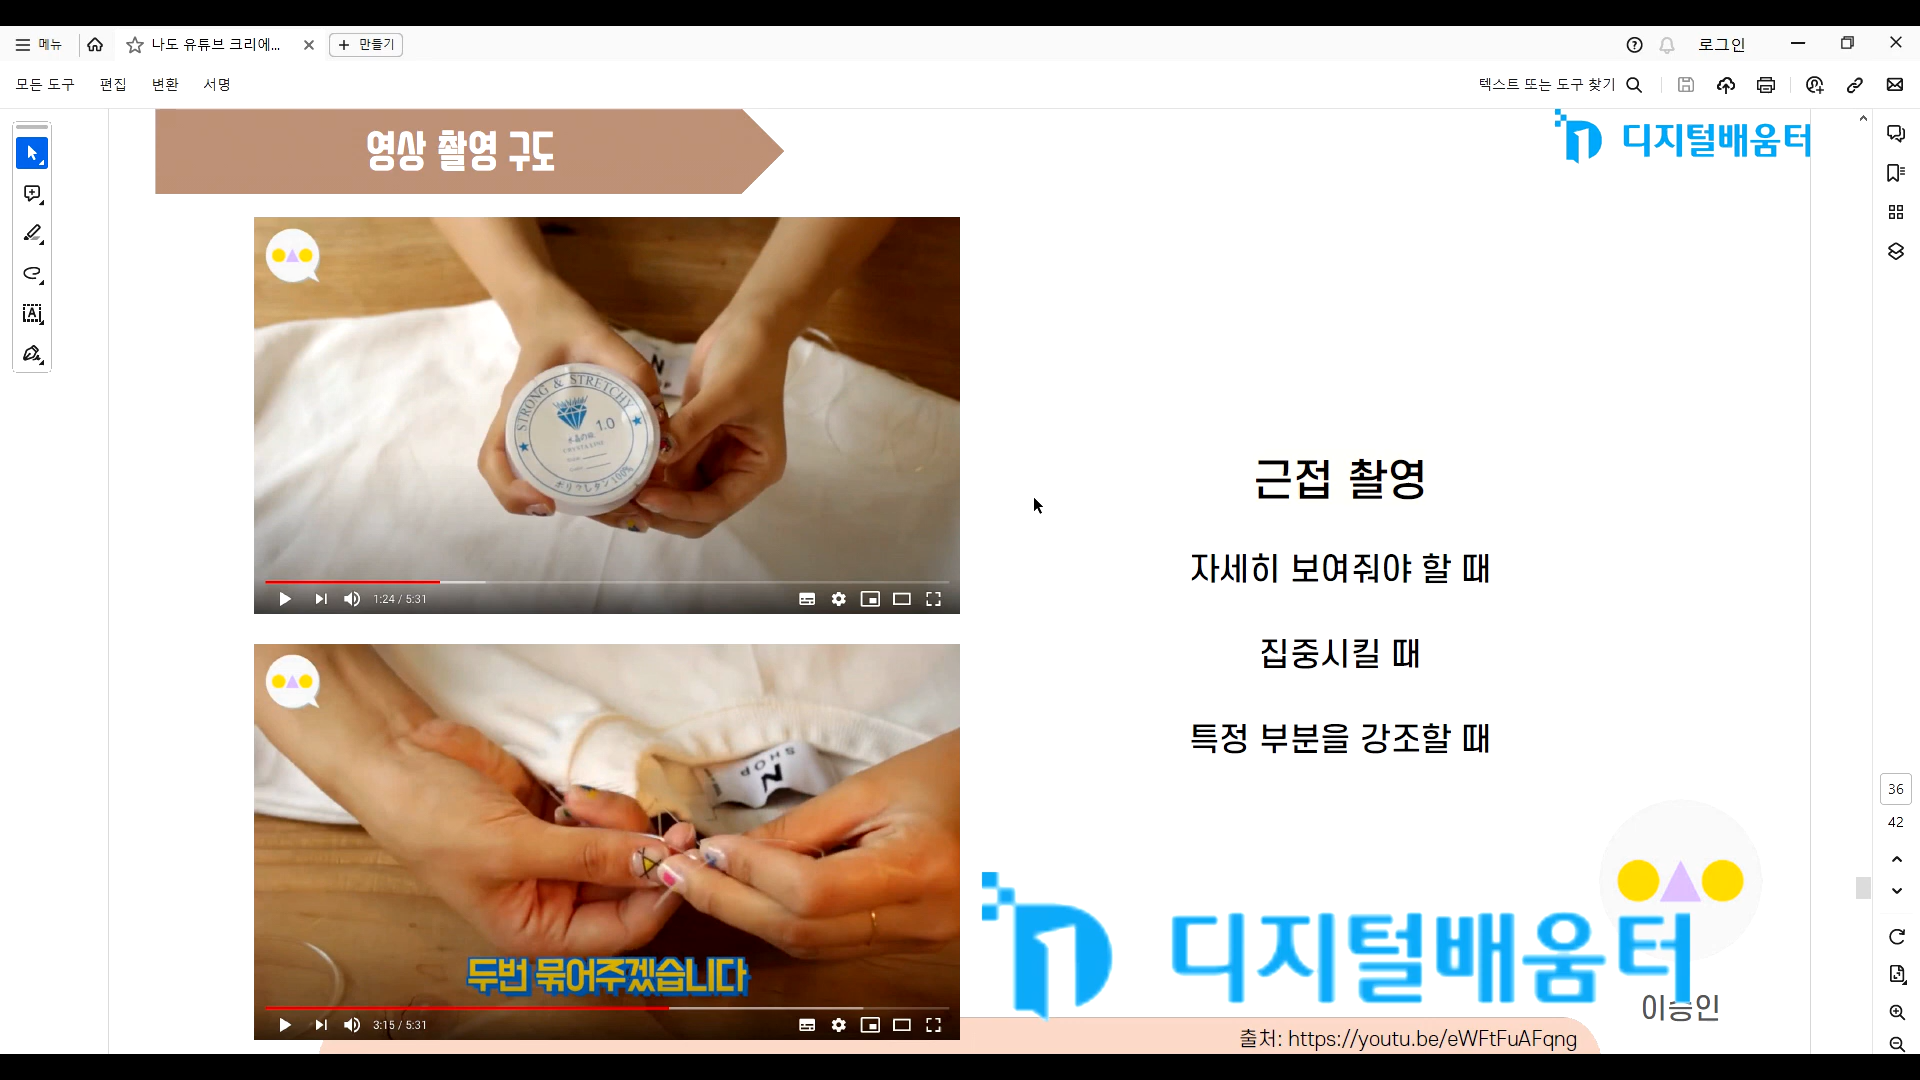 메뉴
나도 유튜브 크리에...
만들기
로그인
모든 도구 편집 변환 서명
텍스트 또는 도구 찾기
영상 촬영 구도
디지털배움터
STRONG & STRETCHY
1.0
1:24 / 5:31
근접 촬영
자세히 보여줘야 할 때
집중시킬 때
특정 부분을 강조할 때
N
SHOP
두번 묶어주겠습니다
3:15 / 5:31
36
42
디지털배움터
이승인
출처: https://youtu.be/eWFtFuAFqng